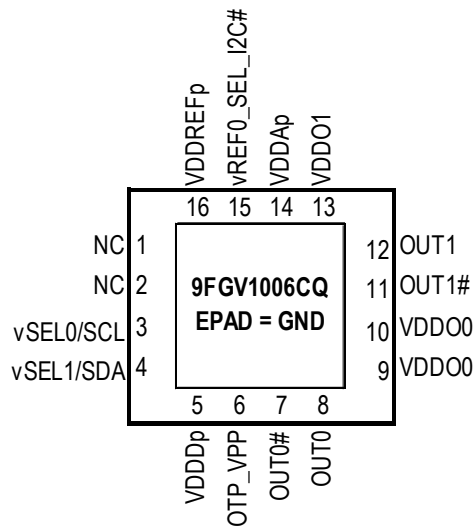 VDDREFp
vREF0_SEL_I2C#
VDDAp
VDDO1
16 15 14 13
NC 1
NC 2
vSEL0/SCL 3
vSEL1/SDA 4
9FGV1006CQ
EPAD = GND
12 OUT1
11 OUT1#
10 VDDO0
9 VDDO0
5 6 7 8
VDDDp
OTP_VPP
OUT0#
OUT0